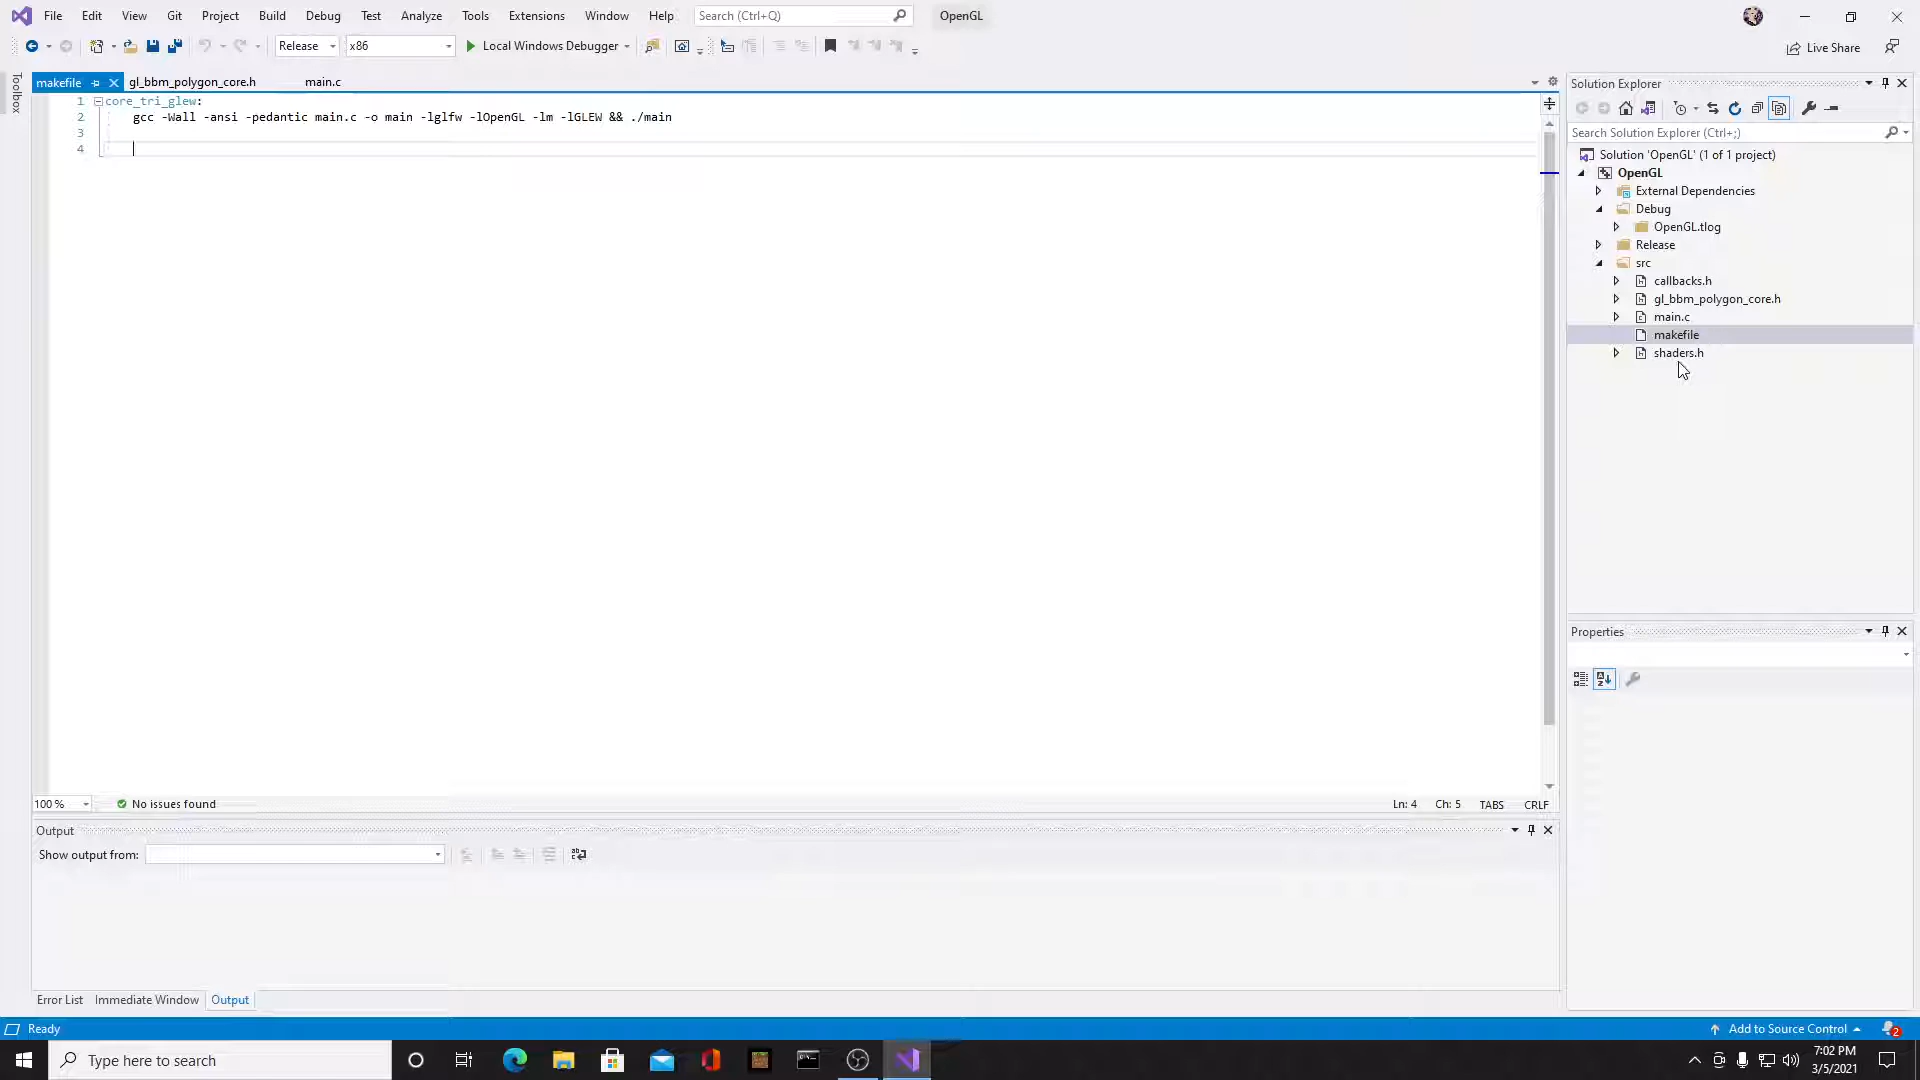 File Edit View Git Project Build Debug Test Analyze Tools Extensions Window Help Search (Ctrl+Q) OpenGL
Release x86 Local Windows Debugger Live Share
Toolbox
makefile gl_bbm_polygon_core.h main.c
1 core_tri_glew:
2 gcc -Wall -ansi -pedantic main.c -o main -lglfw -lOpenGL -lm -lGLEW && ./main
3
4
100 % No issues found Ln: 4 Ch: 5 TABS CRLF
Output
Show output from:
Error List Immediate Window Output
Solution Explorer
Search Solution Explorer (Ctrl+;)
Solution 'OpenGL' (1 of 1 project)
OpenGL
External Dependencies
Debug
OpenGL.tlog
Release
src
callbacks.h
gl_bbm_polygon_core.h
main.c
makefile
shaders.h
Properties
Ready Add to Source Control 2
Type here to search
7:02 PM
3/5/2021